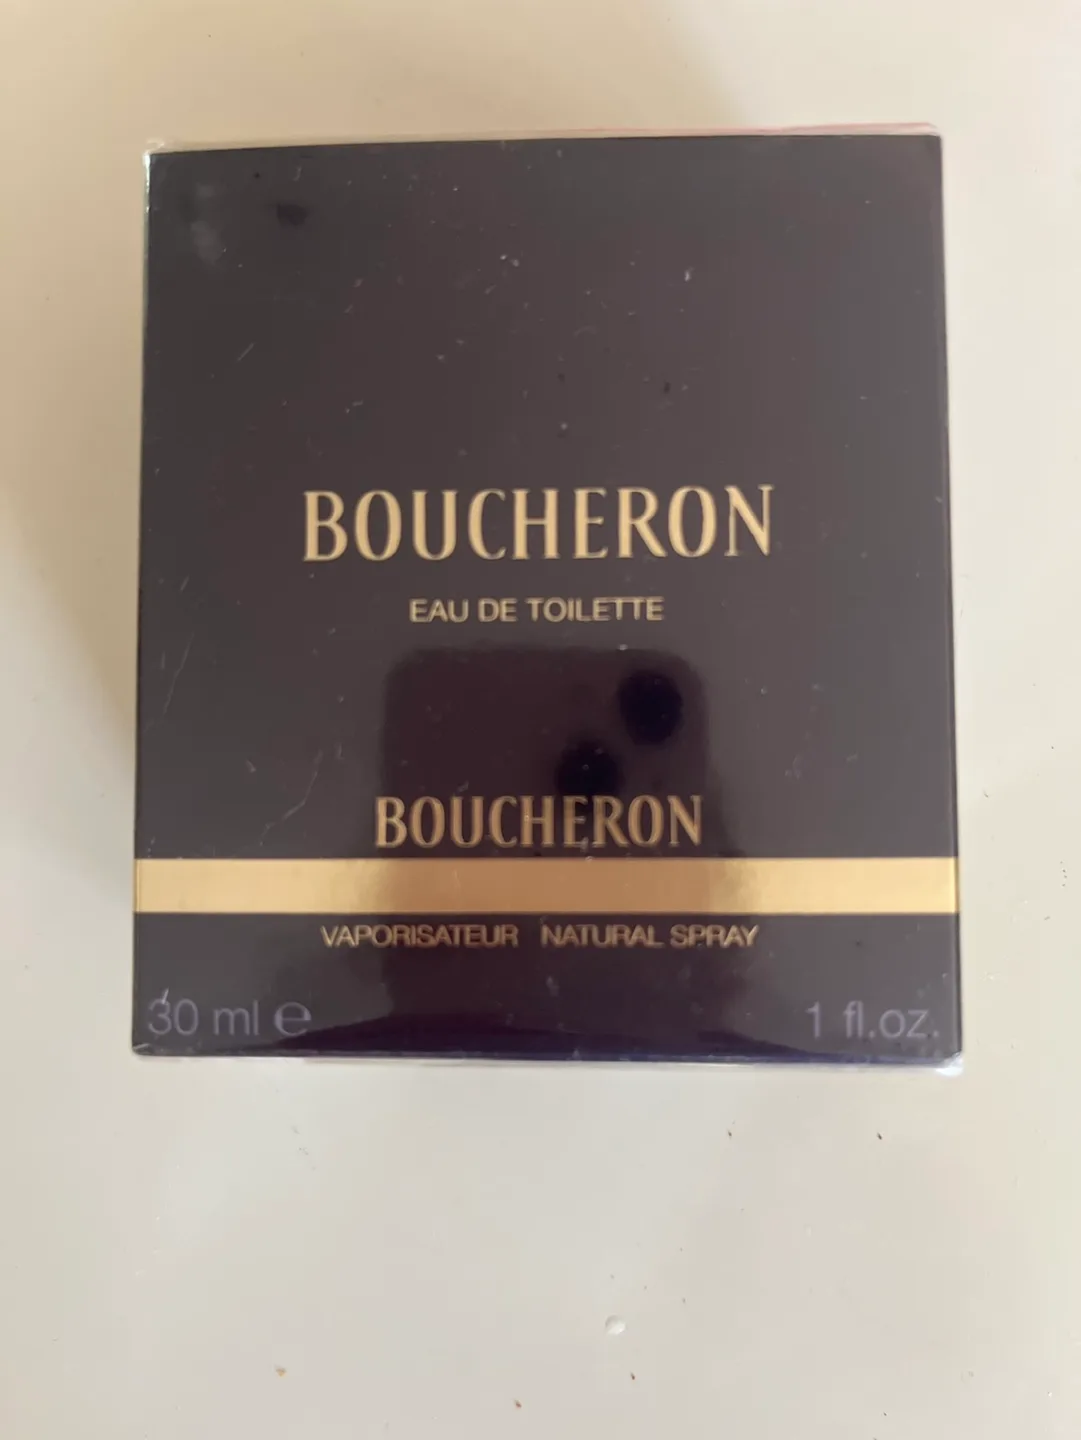 BOUCHERON
EAU DE TOILETTE
BOUCHERON
VAPORISATEUR NATURAL SPRAY
30 ml ℮ 1 fl.oz.